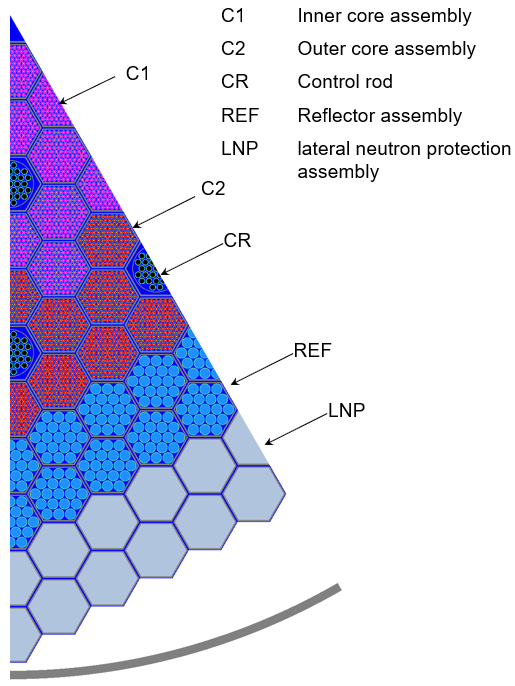 C1 Inner core assembly
C2 Outer core assembly
CR Control rod
REF Reflector assembly
LNP lateral neutron protection
assembly
C1
C2
CR
REF
LNP